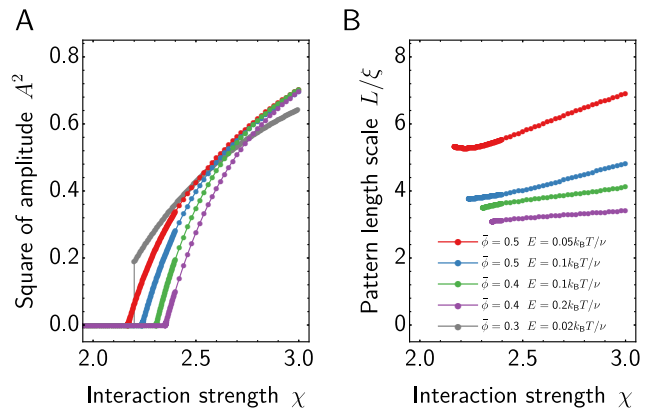 A
B
Square of amplitude A²
0.8
0.6
0.4
0.2
0.0
2.0 2.5 3.0
Interaction strength χ
Pattern length scale L/ξ
8
6
4
2
0
ϕ̄ = 0.5 E = 0.05k_BT/ν
ϕ̄ = 0.5 E = 0.1k_BT/ν
ϕ̄ = 0.4 E = 0.1k_BT/ν
ϕ̄ = 0.4 E = 0.2k_BT/ν
ϕ̄ = 0.3 E = 0.02k_BT/ν
2.0 2.5 3.0
Interaction strength χ